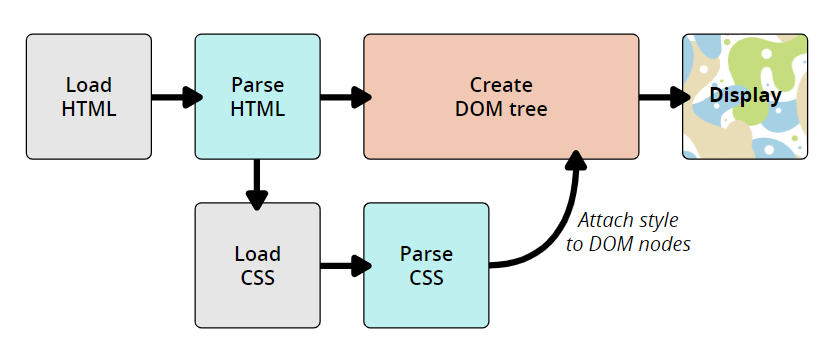 Load
HTML
Parse
HTML
Create
DOM tree
Display
Load
CSS
Parse
CSS
Attach style
to DOM nodes